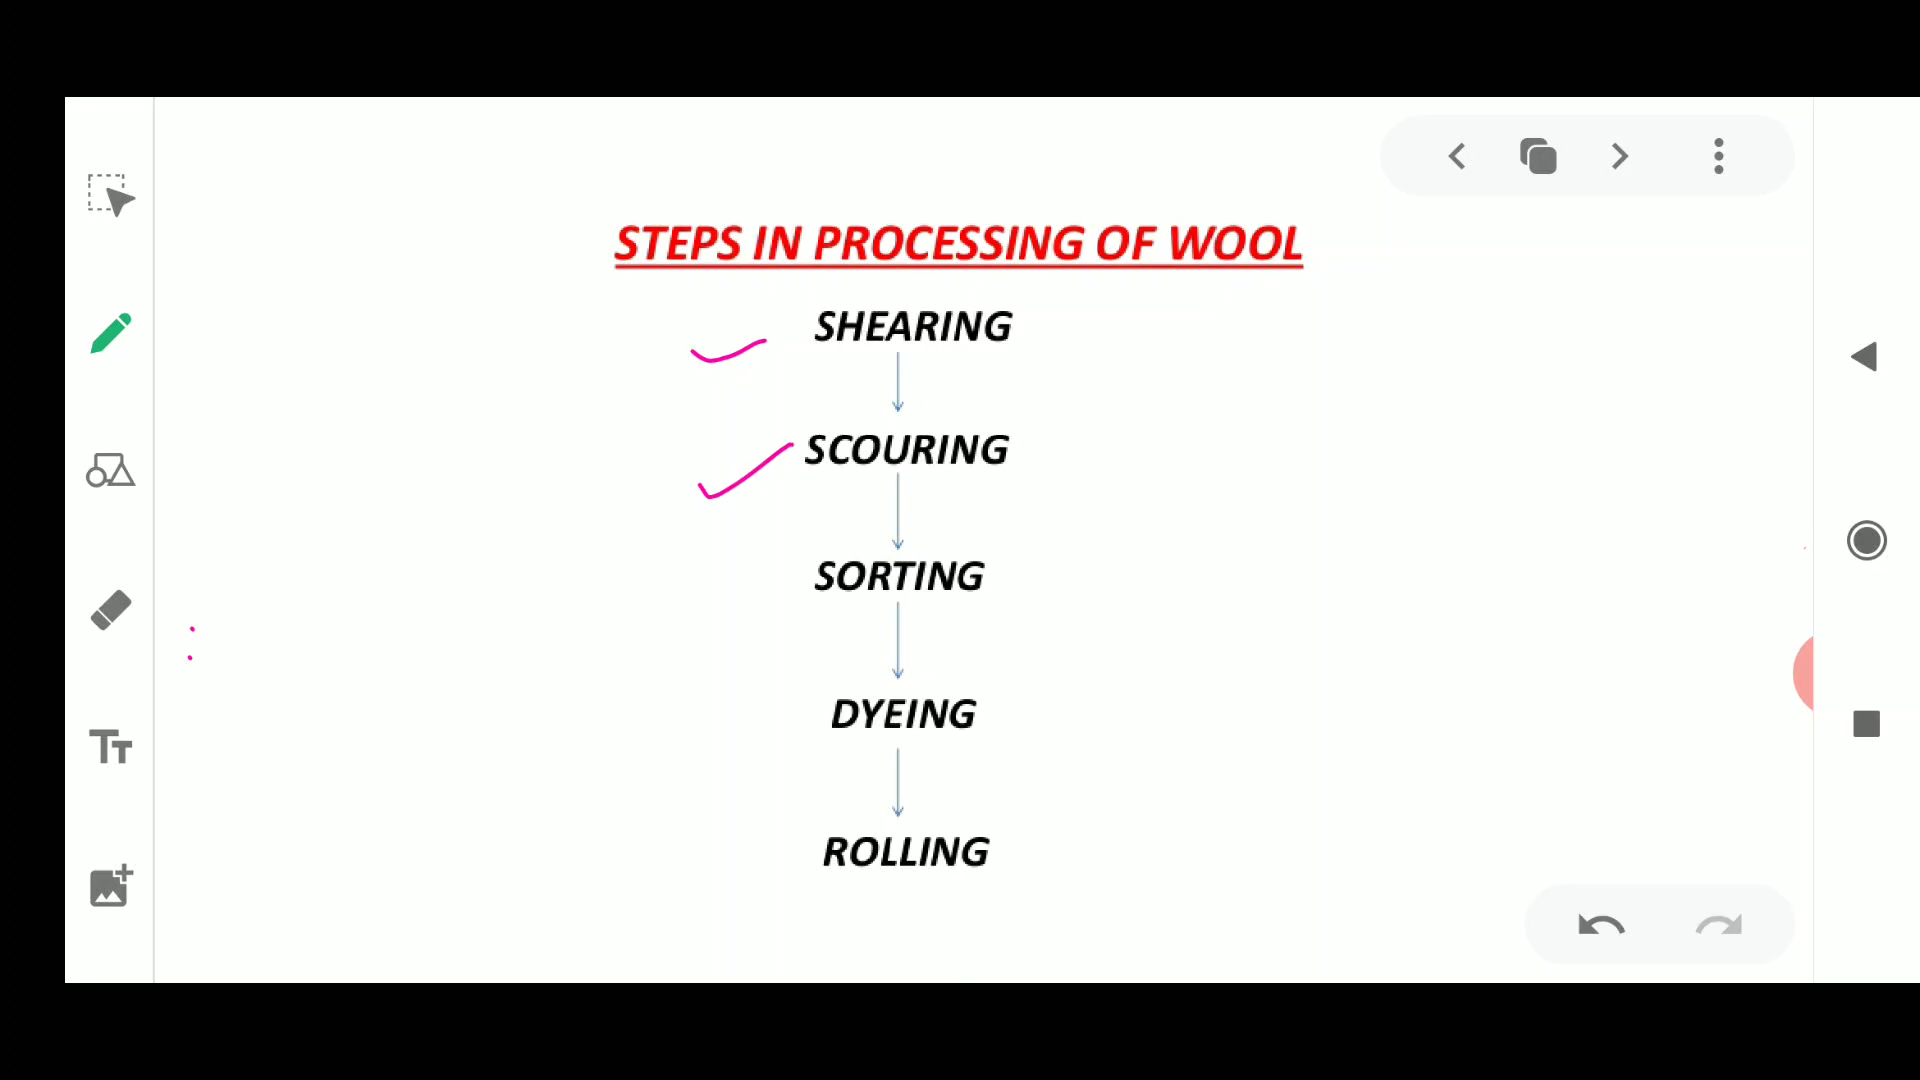 STEPS IN PROCESSING OF WOOL
SHEARING
SCOURING
SORTING
DYEING
ROLLING